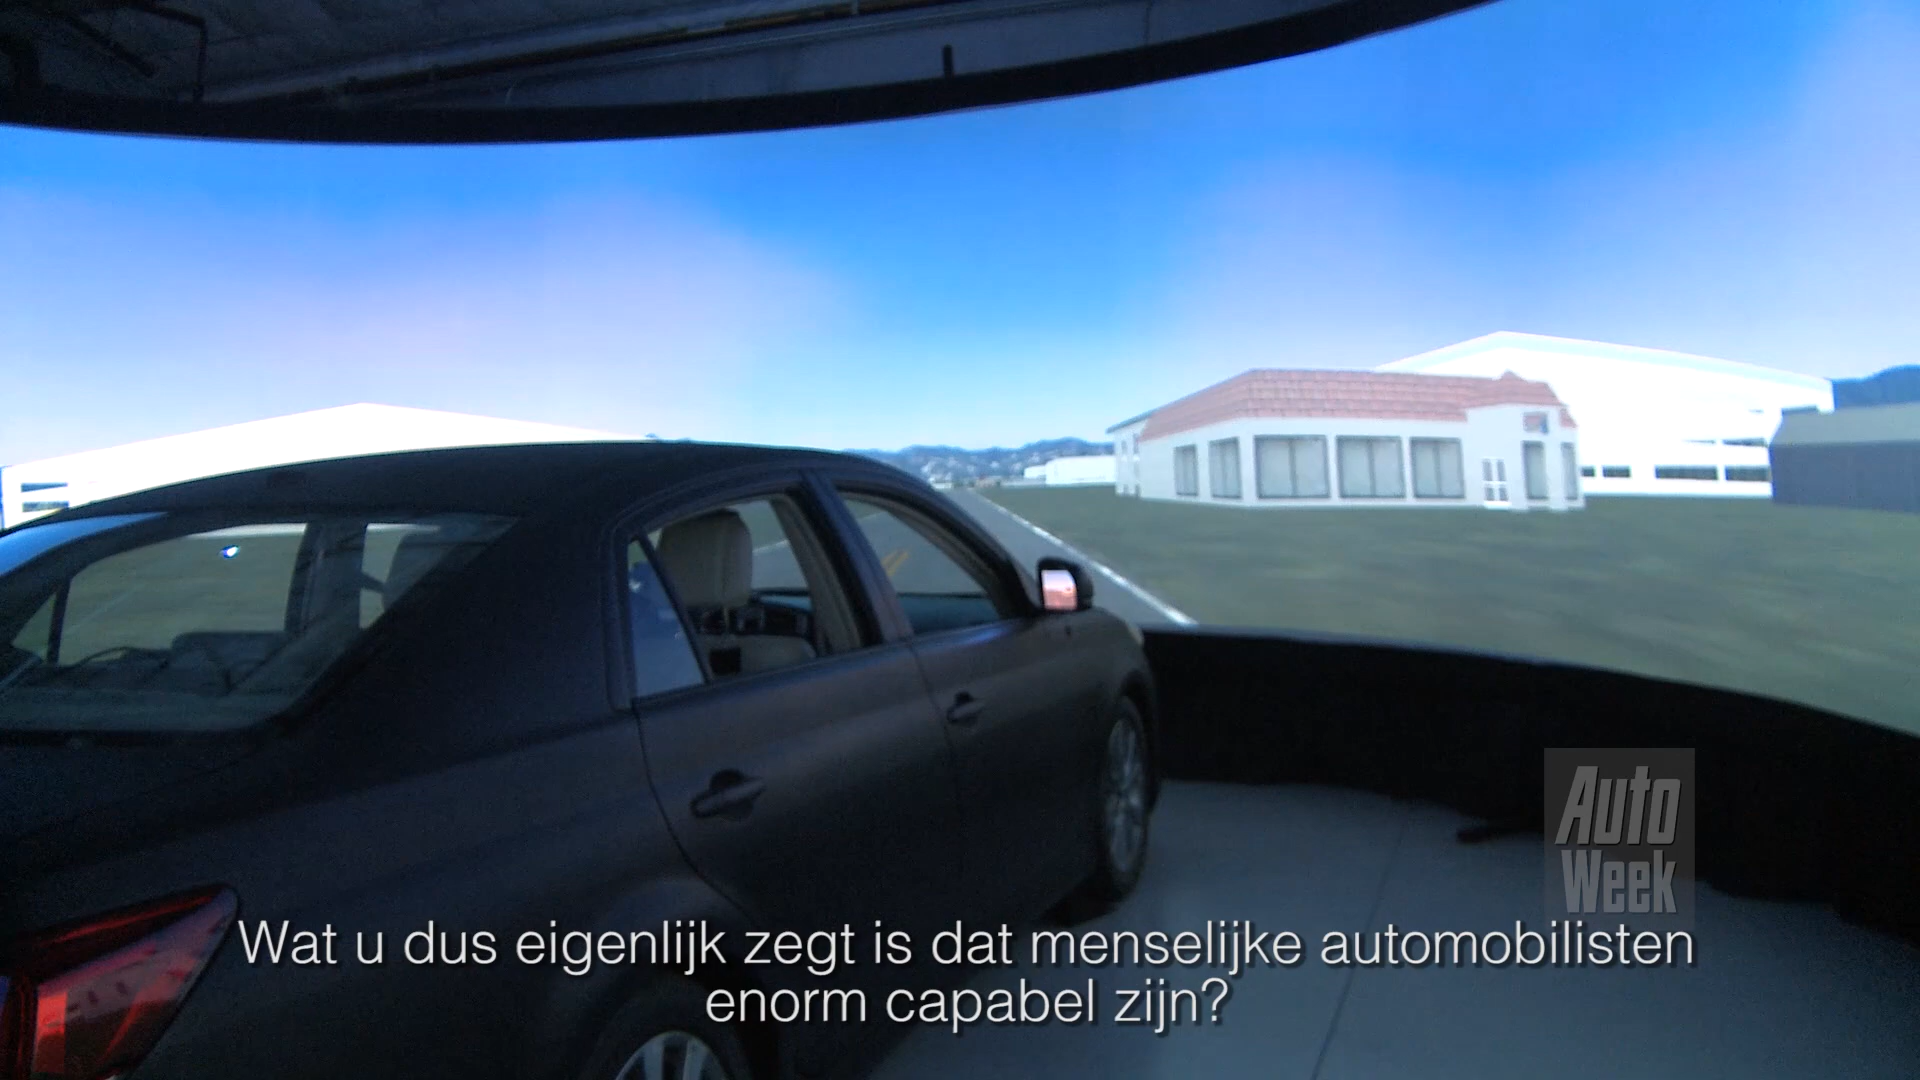 Auto
Week
Wat u dus eigenlijk zegt is dat menselijke automobilisten
enorm capabel zijn?